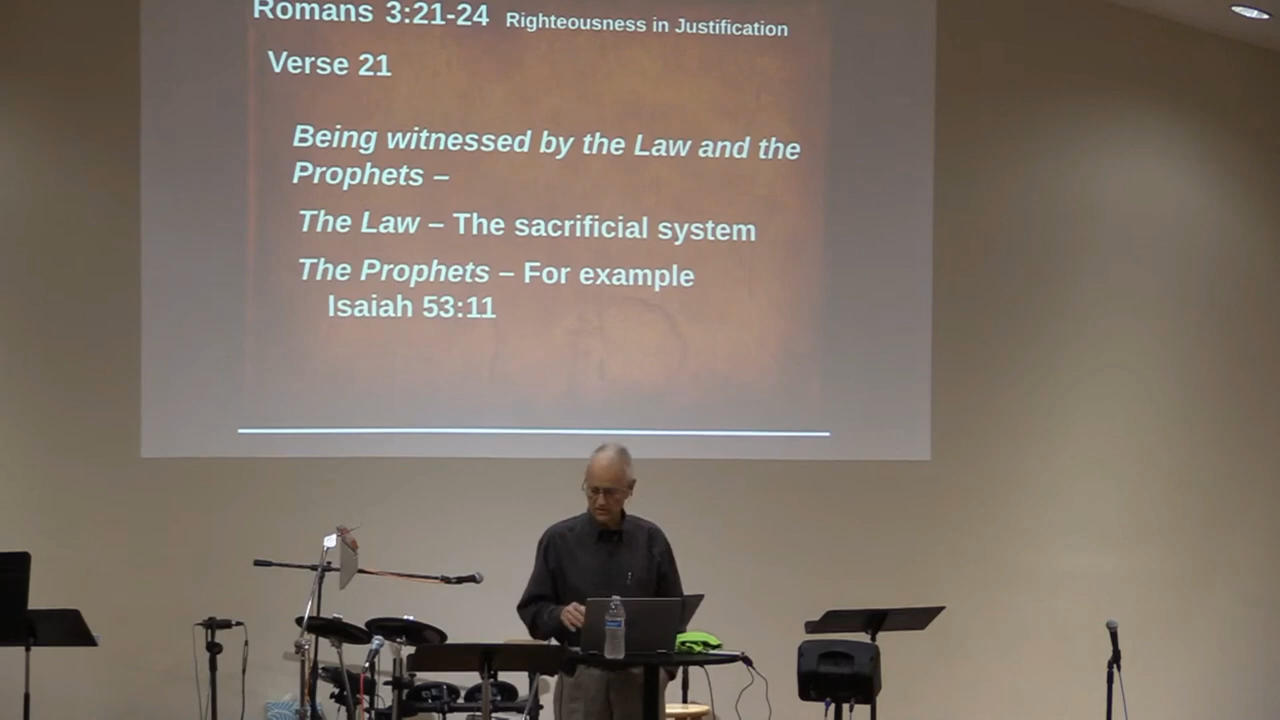 Romans 3:21-24 Righteousness in Justification
Verse 21
Being witnessed by the Law and the
Prophets –
The Law – The sacrificial system
The Prophets – For example
Isaiah 53:11